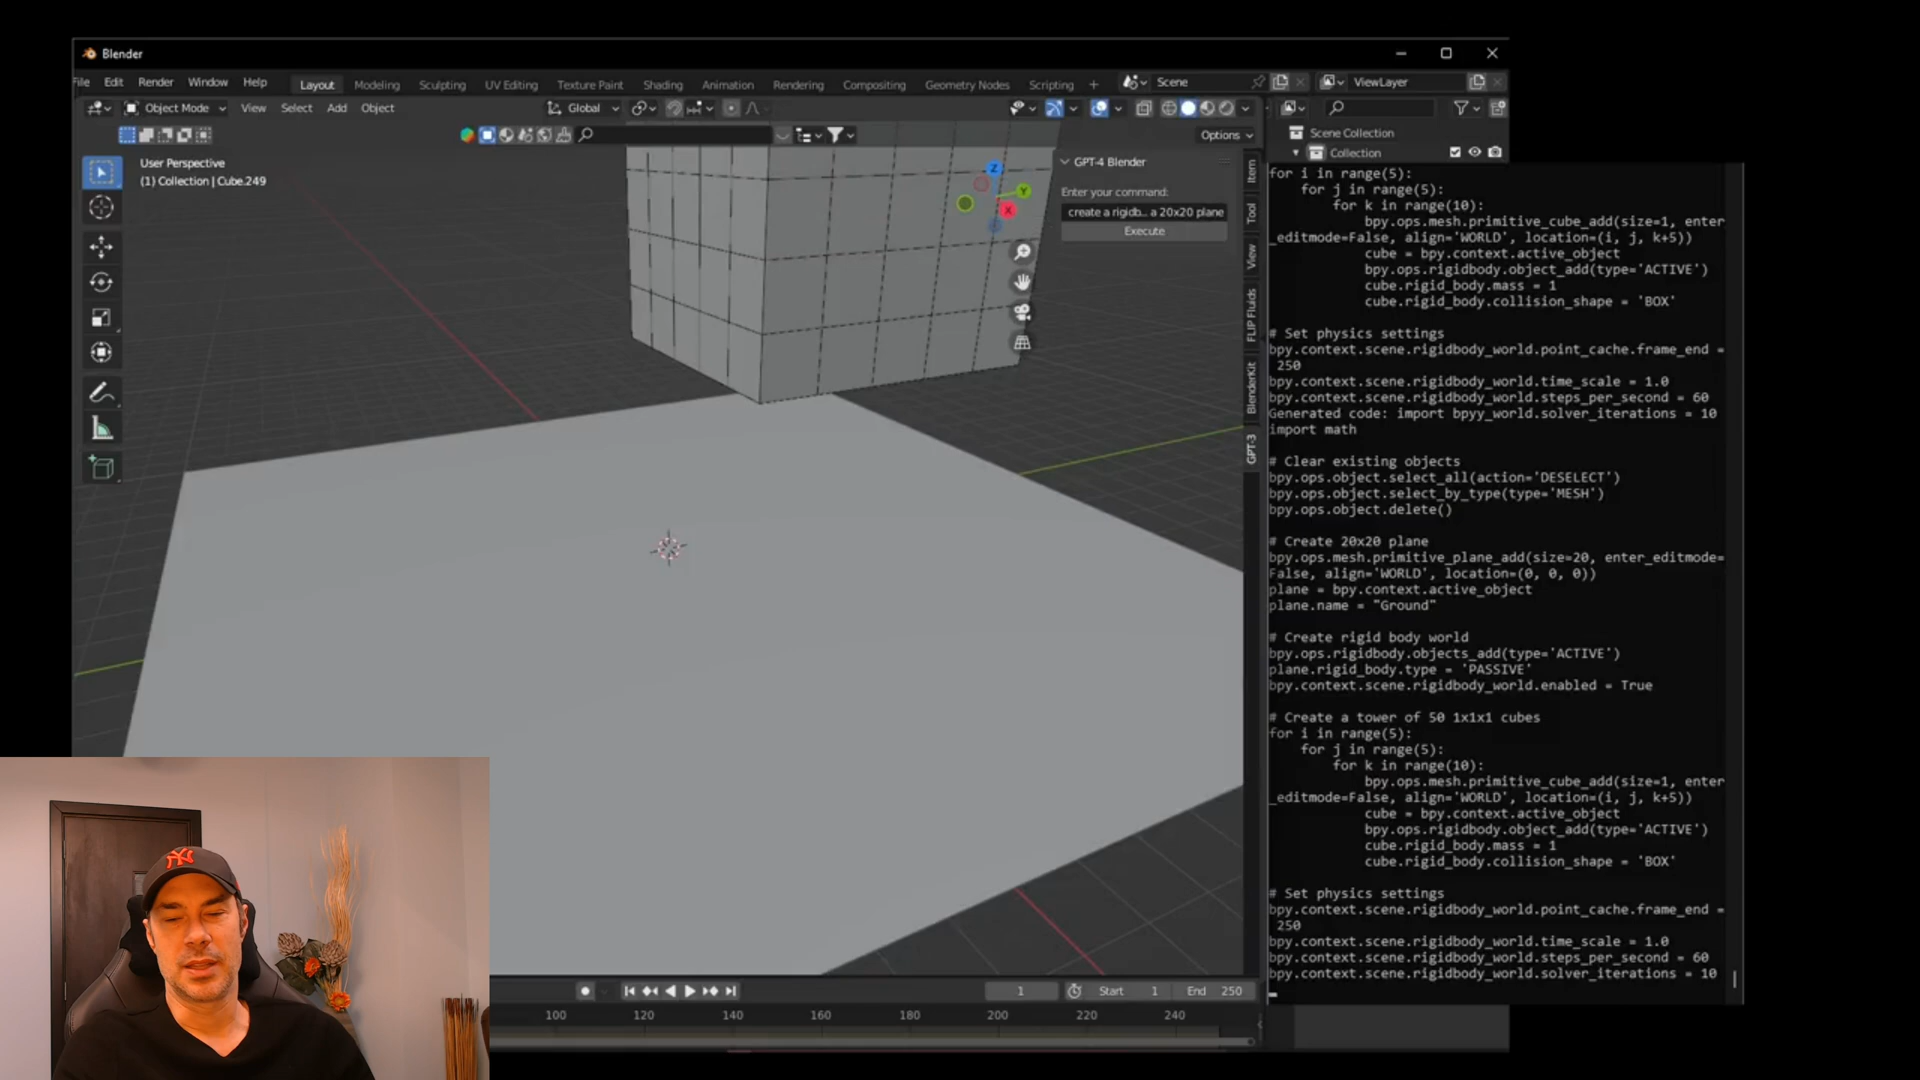 Blender
File Edit Render Window Help Layout Modeling Sculpting UV Editing Texture Paint Shading Animation Rendering Compositing Geometry Nodes Scripting + Scene ViewLayer
Object Mode View Select Add Object Global
Options
User Perspective
(1) Collection | Cube.249
Scene Collection
Collection
GPT-4 Blender
Enter your command:
create a rigidb... a 20x20 plane
Execute
Z
Y
X
Item
Tool
View
FLIP Fluids
BlenderKit
GPT-3
for i in range(5):
for j in range(5):
for k in range(10):
bpy.ops.mesh.primitive_cube_add(size=1, enter
_editmode=False, align='WORLD', location=(i, j, k+5))
cube = bpy.context.active_object
bpy.ops.rigidbody.object_add(type='ACTIVE')
cube.rigid_body.mass = 1
cube.rigid_body.collision_shape = 'BOX'
# Set physics settings
bpy.context.scene.rigidbody_world.point_cache.frame_end =
250
bpy.context.scene.rigidbody_world.time_scale = 1.0
bpy.context.scene.rigidbody_world.steps_per_second = 60
Generated code: import bpyy_world.solver_iterations = 10
import math
# Clear existing objects
bpy.ops.object.select_all(action='DESELECT')
bpy.ops.object.select_by_type(type='MESH')
bpy.ops.object.delete()
# Create 20x20 plane
bpy.ops.mesh.primitive_plane_add(size=20, enter_editmode=
False, align='WORLD', location=(0, 0, 0))
plane = bpy.context.active_object
plane.name = "Ground"
# Create rigid body world
bpy.ops.rigidbody.objects_add(type='ACTIVE')
plane.rigid_body.type = 'PASSIVE'
bpy.context.scene.rigidbody_world.enabled = True
# Create a tower of 50 1x1x1 cubes
for i in range(5):
for j in range(5):
for k in range(10):
bpy.ops.mesh.primitive_cube_add(size=1, enter
_editmode=False, align='WORLD', location=(i, j, k+5))
cube = bpy.context.active_object
bpy.ops.rigidbody.object_add(type='ACTIVE')
cube.rigid_body.mass = 1
cube.rigid_body.collision_shape = 'BOX'
# Set physics settings
bpy.context.scene.rigidbody_world.point_cache.frame_end =
250
bpy.context.scene.rigidbody_world.time_scale = 1.0
bpy.context.scene.rigidbody_world.steps_per_second = 60
bpy.context.scene.rigidbody_world.solver_iterations = 10
1 Start 1 End 250
100 120 140 160 180 200 220 240
NY